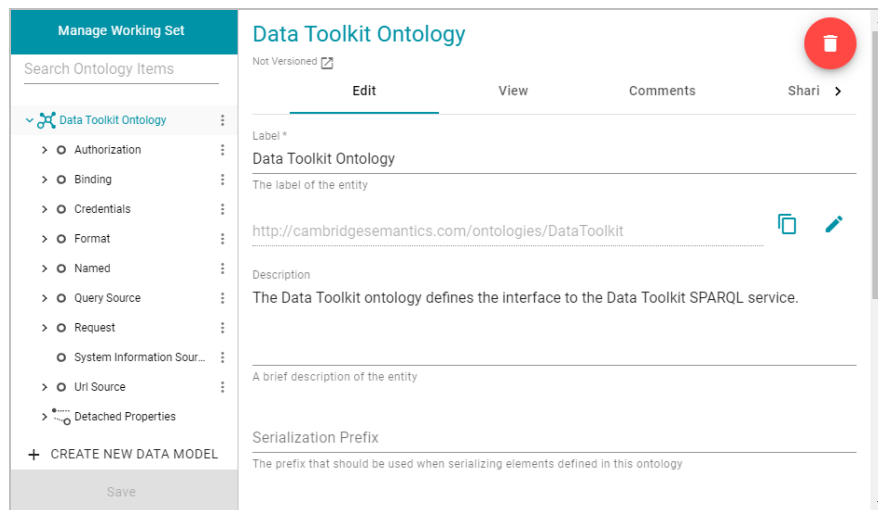 Manage Working Set
Search Ontology Items
Data Toolkit Ontology
Authorization
Binding
Credentials
Format
Named
Query Source
Request
System Information Sour...
Url Source
Detached Properties
+ CREATE NEW DATA MODEL
Save
Data Toolkit Ontology
Not Versioned
Edit View Comments Shari
Label *
Data Toolkit Ontology
The label of the entity
http://cambridgesemantics.com/ontologies/DataToolkit
Description
The Data Toolkit ontology defines the interface to the Data Toolkit SPARQL service.
A brief description of the entity
Serialization Prefix
The prefix that should be used when serializing elements defined in this ontology